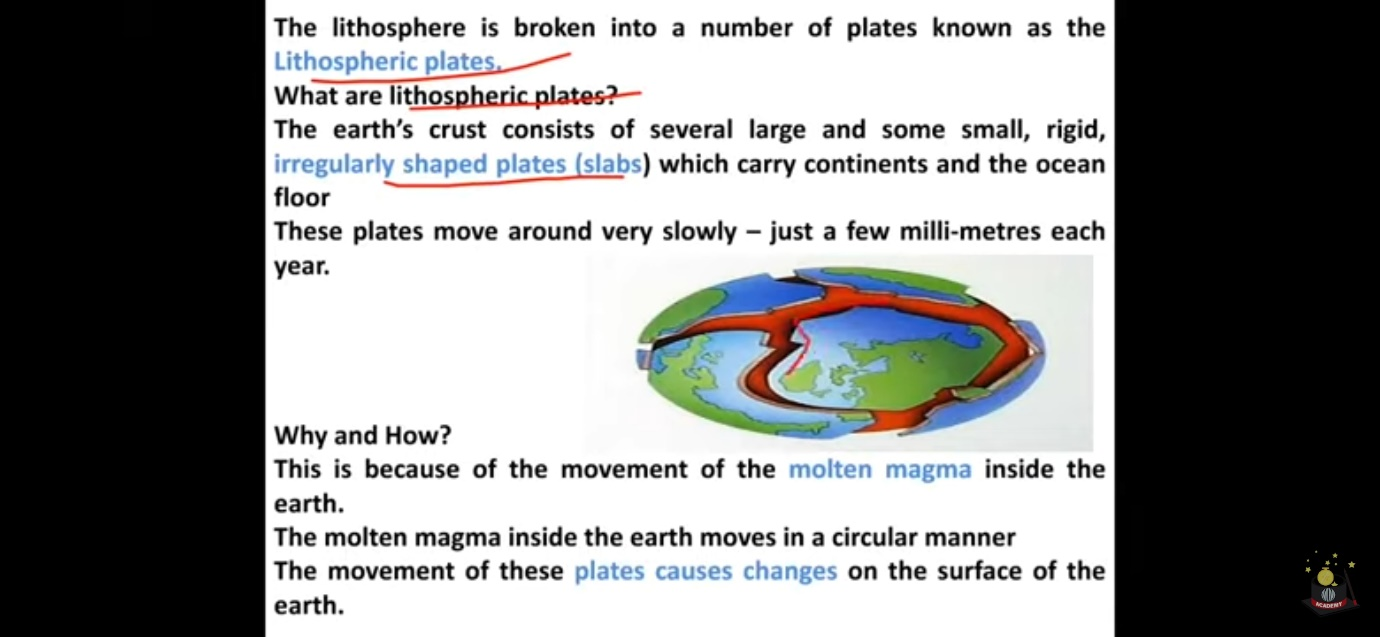 The lithosphere is broken into a number of plates known as the
Lithospheric plates.
What are lithospheric plates?
The earth's crust consists of several large and some small, rigid,
irregularly shaped plates (slabs) which carry continents and the ocean
floor
These plates move around very slowly – just a few milli-metres each
year.
Why and How?
This is because of the movement of the molten magma inside the
earth.
The molten magma inside the earth moves in a circular manner
The movement of these plates causes changes on the surface of the
earth.
ACADEMY